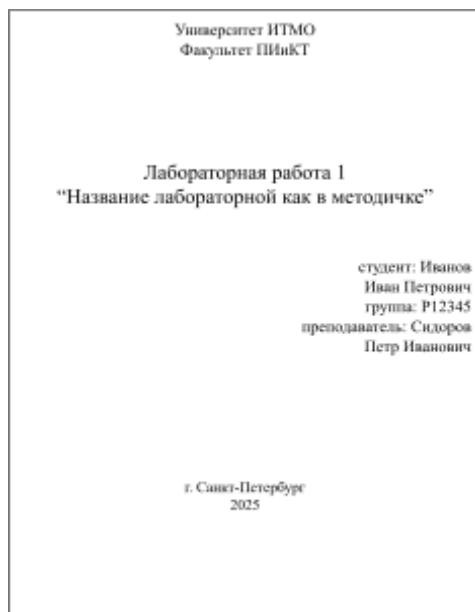 Университет ИТМО
Факультет ПИиКТ
Лабораторная работа 1
“Название лабораторной как в методичке”
студент: Иванов
Иван Петрович
группа: P12345
преподаватель: Сидоров
Петр Иванович
г. Санкт-Петербург
2025